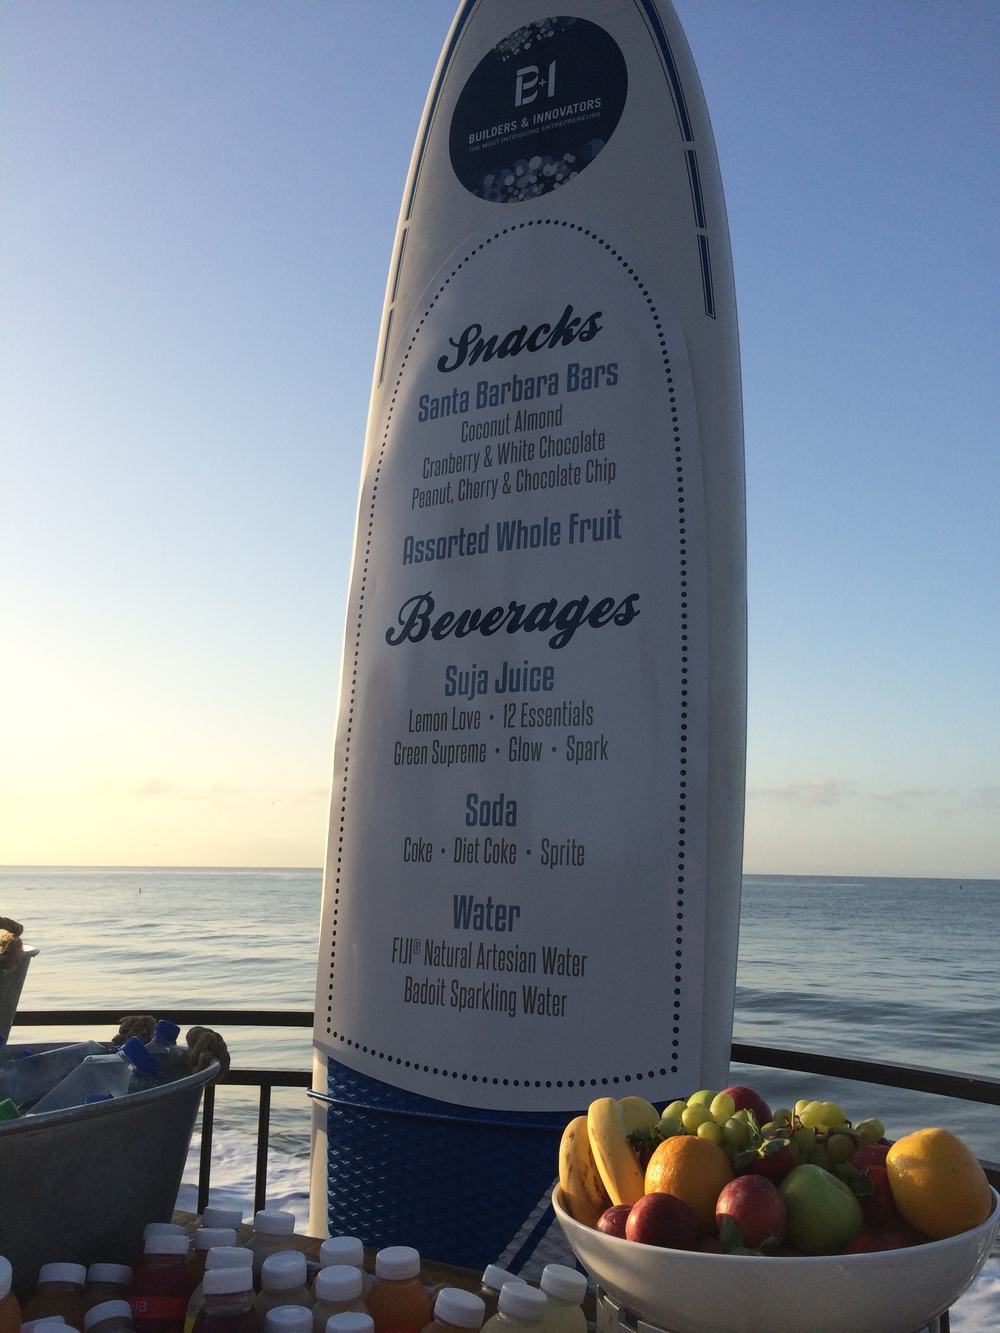 B+I
BUILDERS & INNOVATORS
THE MOST INTRIGUING ENTREPRENEURS
Snacks
Santa Barbara Bars
Coconut Almond
Cranberry & White Chocolate
Peanut, Cherry & Chocolate Chip
Assorted Whole Fruit
Beverages
Suja Juice
Lemon Love • 12 Essentials
Green Supreme • Glow • Spark
Soda
Coke • Diet Coke • Sprite
Water
FIJI® Natural Artesian Water
Badoit Sparkling Water